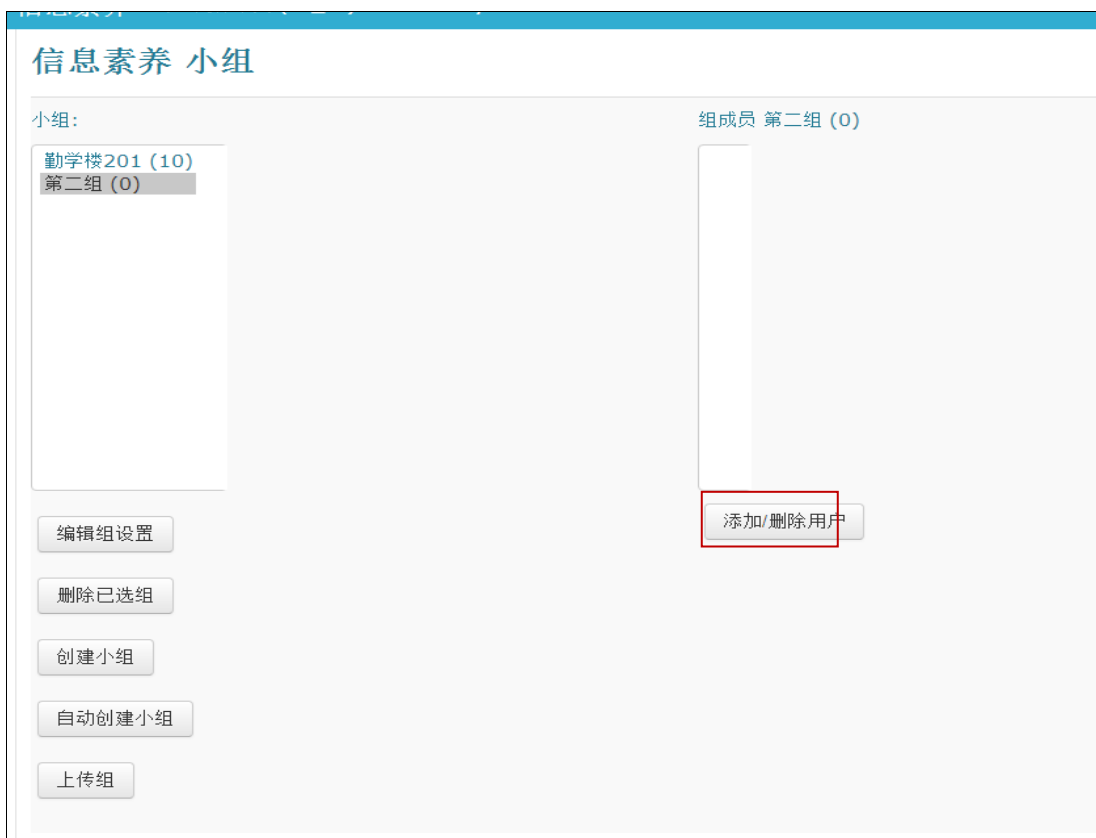 信息素养 小组
小组:
勤学楼201 (10)
第二组 (0)
编辑组设置
删除已选组
创建小组
自动创建小组
上传组
组成员 第二组 (0)
添加/删除用户